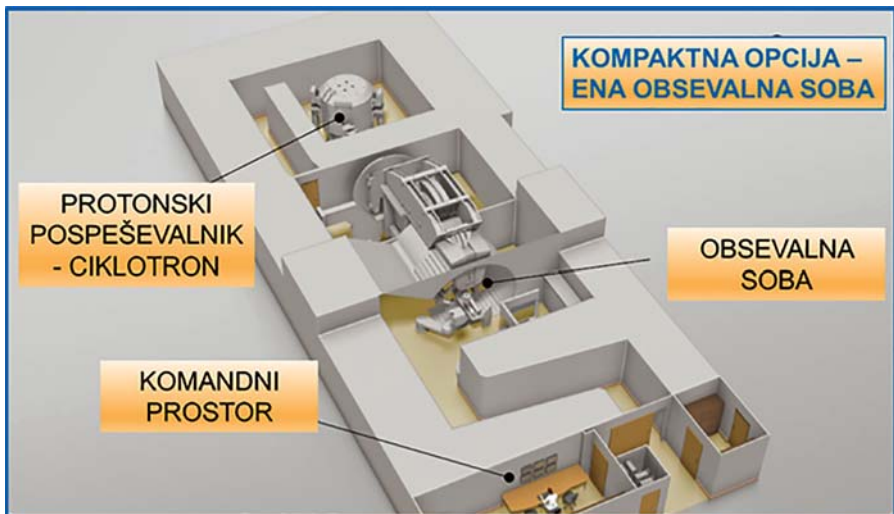 KOMPAKTNA OPCIJA –
ENA OBSEVALNA SOBA
PROTONSKI
POSPEŠEVALNIK
- CIKLOTRON
OBSEVALNA
SOBA
KOMANDNI
PROSTOR